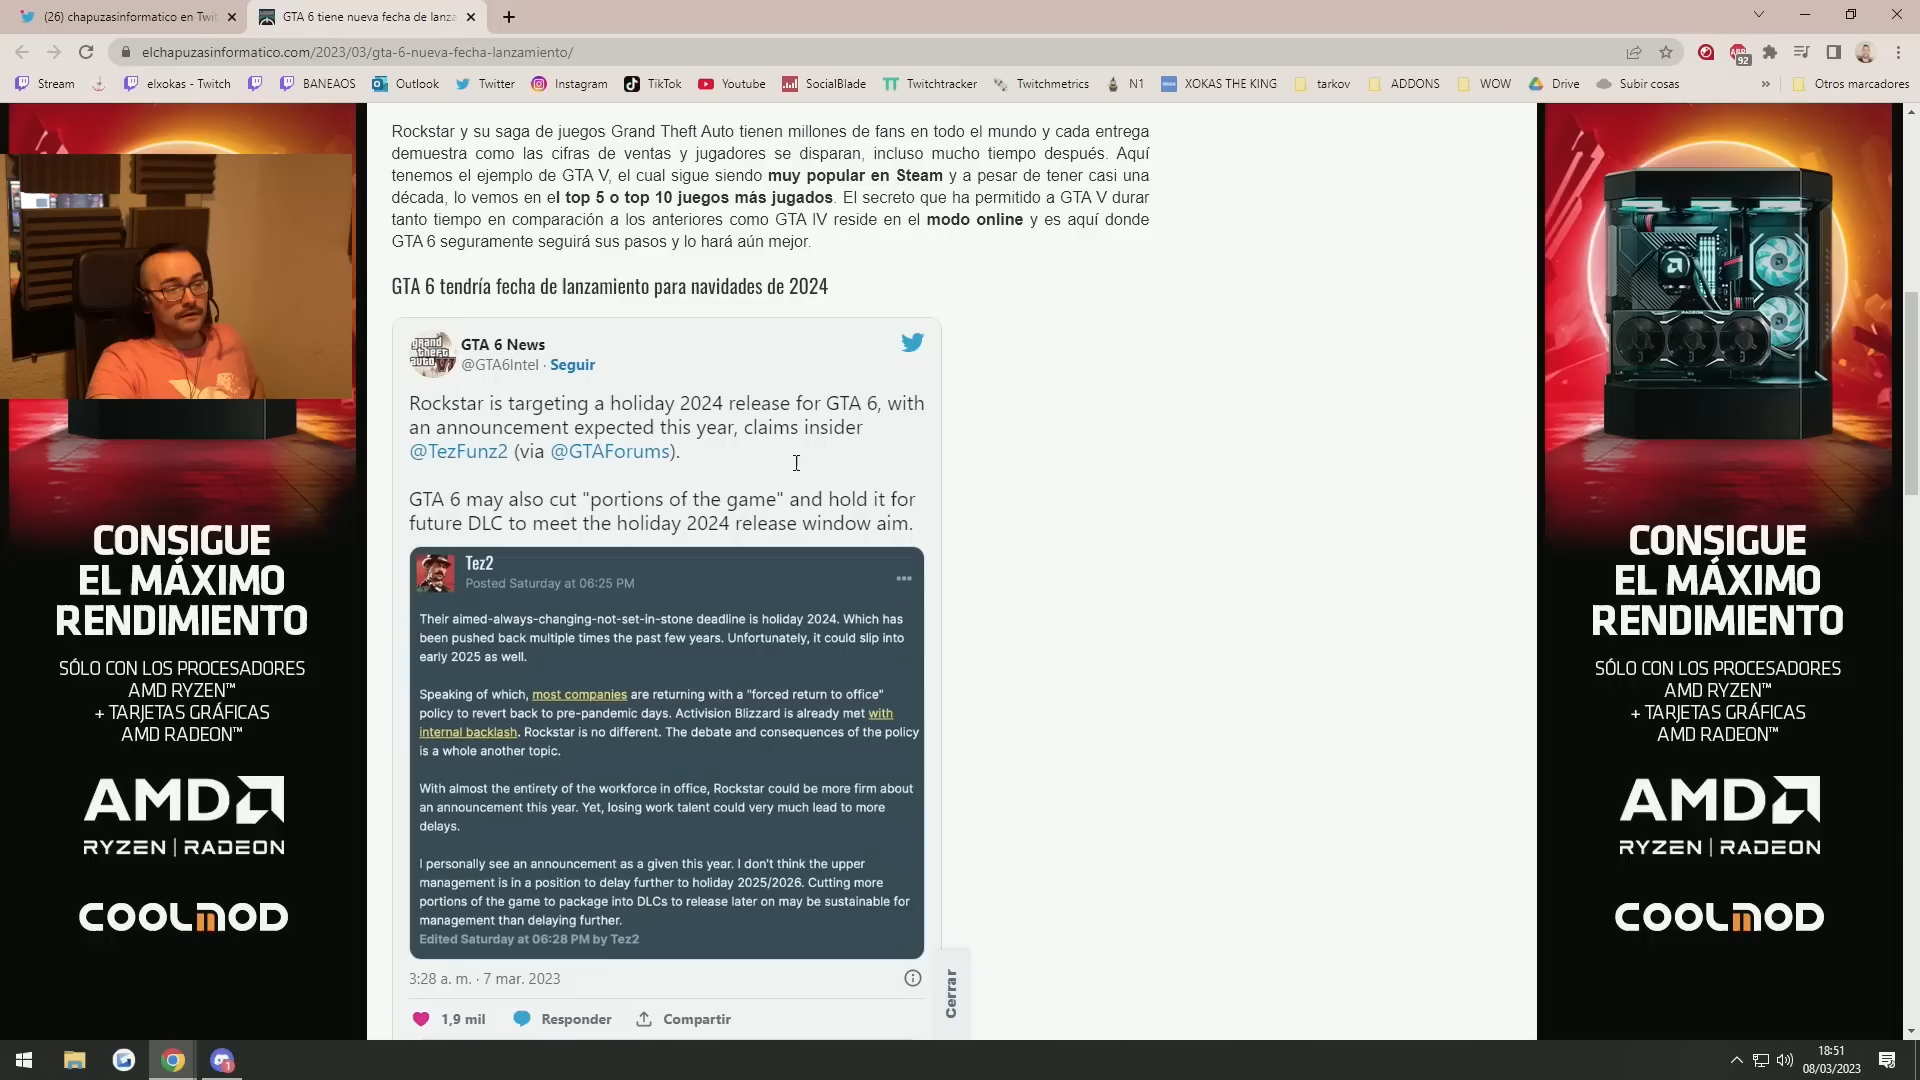 (26) chapuzasinformatico en Twit
GTA 6 tiene nueva fecha de lanza
elchapuzasinformatico.com/2023/03/gta-6-nueva-fecha-lanzamiento/
92
Stream
elxokas - Twitch
BANEAOS
Outlook
Twitter
Instagram
TikTok
Youtube
SocialBlade
Twitchtracker
Twitchmetrics
N1
XOKAS THE KING
tarkov
ADDONS
WOW
Drive
Subir cosas
»
Otros marcadores
Rockstar y su saga de juegos Grand Theft Auto tienen millones de fans en todo el mundo y cada entrega
demuestra como las cifras de ventas y jugadores se disparan, incluso mucho tiempo después. Aquí
tenemos el ejemplo de GTA V, el cual sigue siendo muy popular en Steam y a pesar de tener casi una
década, lo vemos en el top 5 o top 10 juegos más jugados. El secreto que ha permitido a GTA V durar
tanto tiempo en comparación a los anteriores como GTA IV reside en el modo online y es aquí donde
GTA 6 seguramente seguirá sus pasos y lo hará aún mejor.
GTA 6 tendría fecha de lanzamiento para navidades de 2024
grand
theft
auto
GTA 6 News
@GTA6Intel · Seguir
Rockstar is targeting a holiday 2024 release for GTA 6, with
an announcement expected this year, claims insider
@TezFunz2 (via @GTAForums).
GTA 6 may also cut "portions of the game" and hold it for
future DLC to meet the holiday 2024 release window aim.
Tez2
Posted Saturday at 06:25 PM
Their aimed-always-changing-not-set-in-stone deadline is holiday 2024. Which has
been pushed back multiple times the past few years. Unfortunately, it could slip into
early 2025 as well.
Speaking of which, most companies are returning with a "forced return to office"
policy to revert back to pre-pandemic days. Activision Blizzard is already met with
internal backlash. Rockstar is no different. The debate and consequences of the policy
is a whole another topic.
With almost the entirety of the workforce in office, Rockstar could be more firm about
an announcement this year. Yet, losing work talent could very much lead to more
delays.
I personally see an announcement as a given this year. I don't think the upper
management is in a position to delay further to holiday 2025/2026. Cutting more
portions of the game to package into DLCs to release later on may be sustainable for
management than delaying further.
Edited Saturday at 06:28 PM by Tez2
3:28 a. m. · 7 mar. 2023
1,9 mil
Responder
Compartir
Cerrar
CONSIGUE
EL MÁXIMO
RENDIMIENTO
SÓLO CON LOS PROCESADORES
AMD RYZEN™
+ TARJETAS GRÁFICAS
AMD RADEON™
AMD
RYZEN | RADEON
COOLMOD
CONSIGUE
EL MÁXIMO
RENDIMIENTO
SÓLO CON LOS PROCESADORES
AMD RYZEN™
+ TARJETAS GRÁFICAS
AMD RADEON™
AMD
RYZEN | RADEON
COOLMOD
1
18:51
08/03/2023